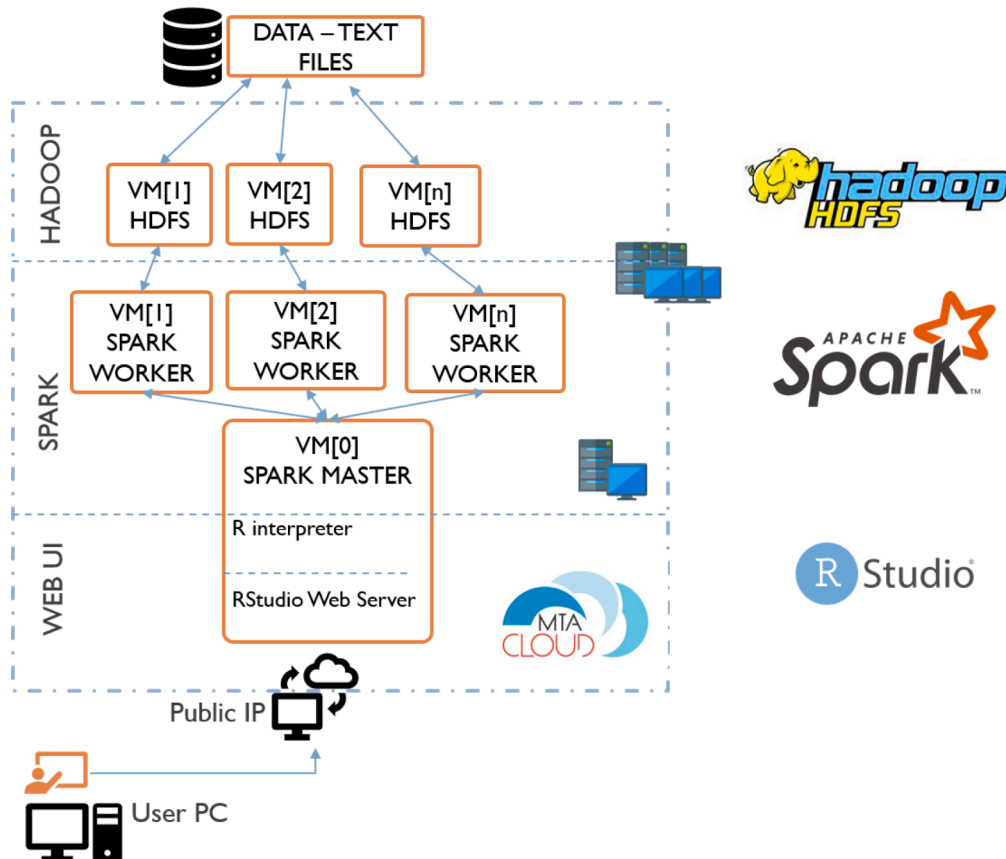 DATA – TEXT
FILES
HADOOP
VM[1]
HDFS
VM[2]
HDFS
VM[n]
HDFS
hadoop
HDFS
SPARK
VM[1]
SPARK
WORKER
VM[2]
SPARK
WORKER
VM[n]
SPARK
WORKER
APACHE
Spark™
VM[0]
SPARK MASTER
WEB UI
R interpreter
RStudio Web Server
MTA
CLOUD
R Studio®
Public IP
User PC